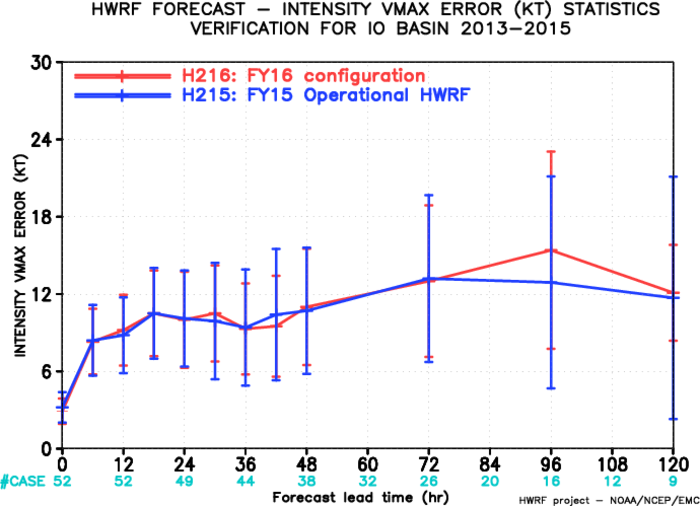 HWRF FORECAST – INTENSITY VMAX ERROR (KT) STATISTICS
VERIFICATION FOR IO BASIN 2013–2015
H216: FY16 configuration
H215: FY15 Operational HWRF
INTENSITY VMAX ERROR (KT)
30
24
18
12
6
0
0 12 24 36 48 60 72 84 96 108 120
#CASE 52 52 49 44 38 32 26 20 16 12 9
Forecast lead time (hr)
HWRF project – NOAA/NCEP/EMC